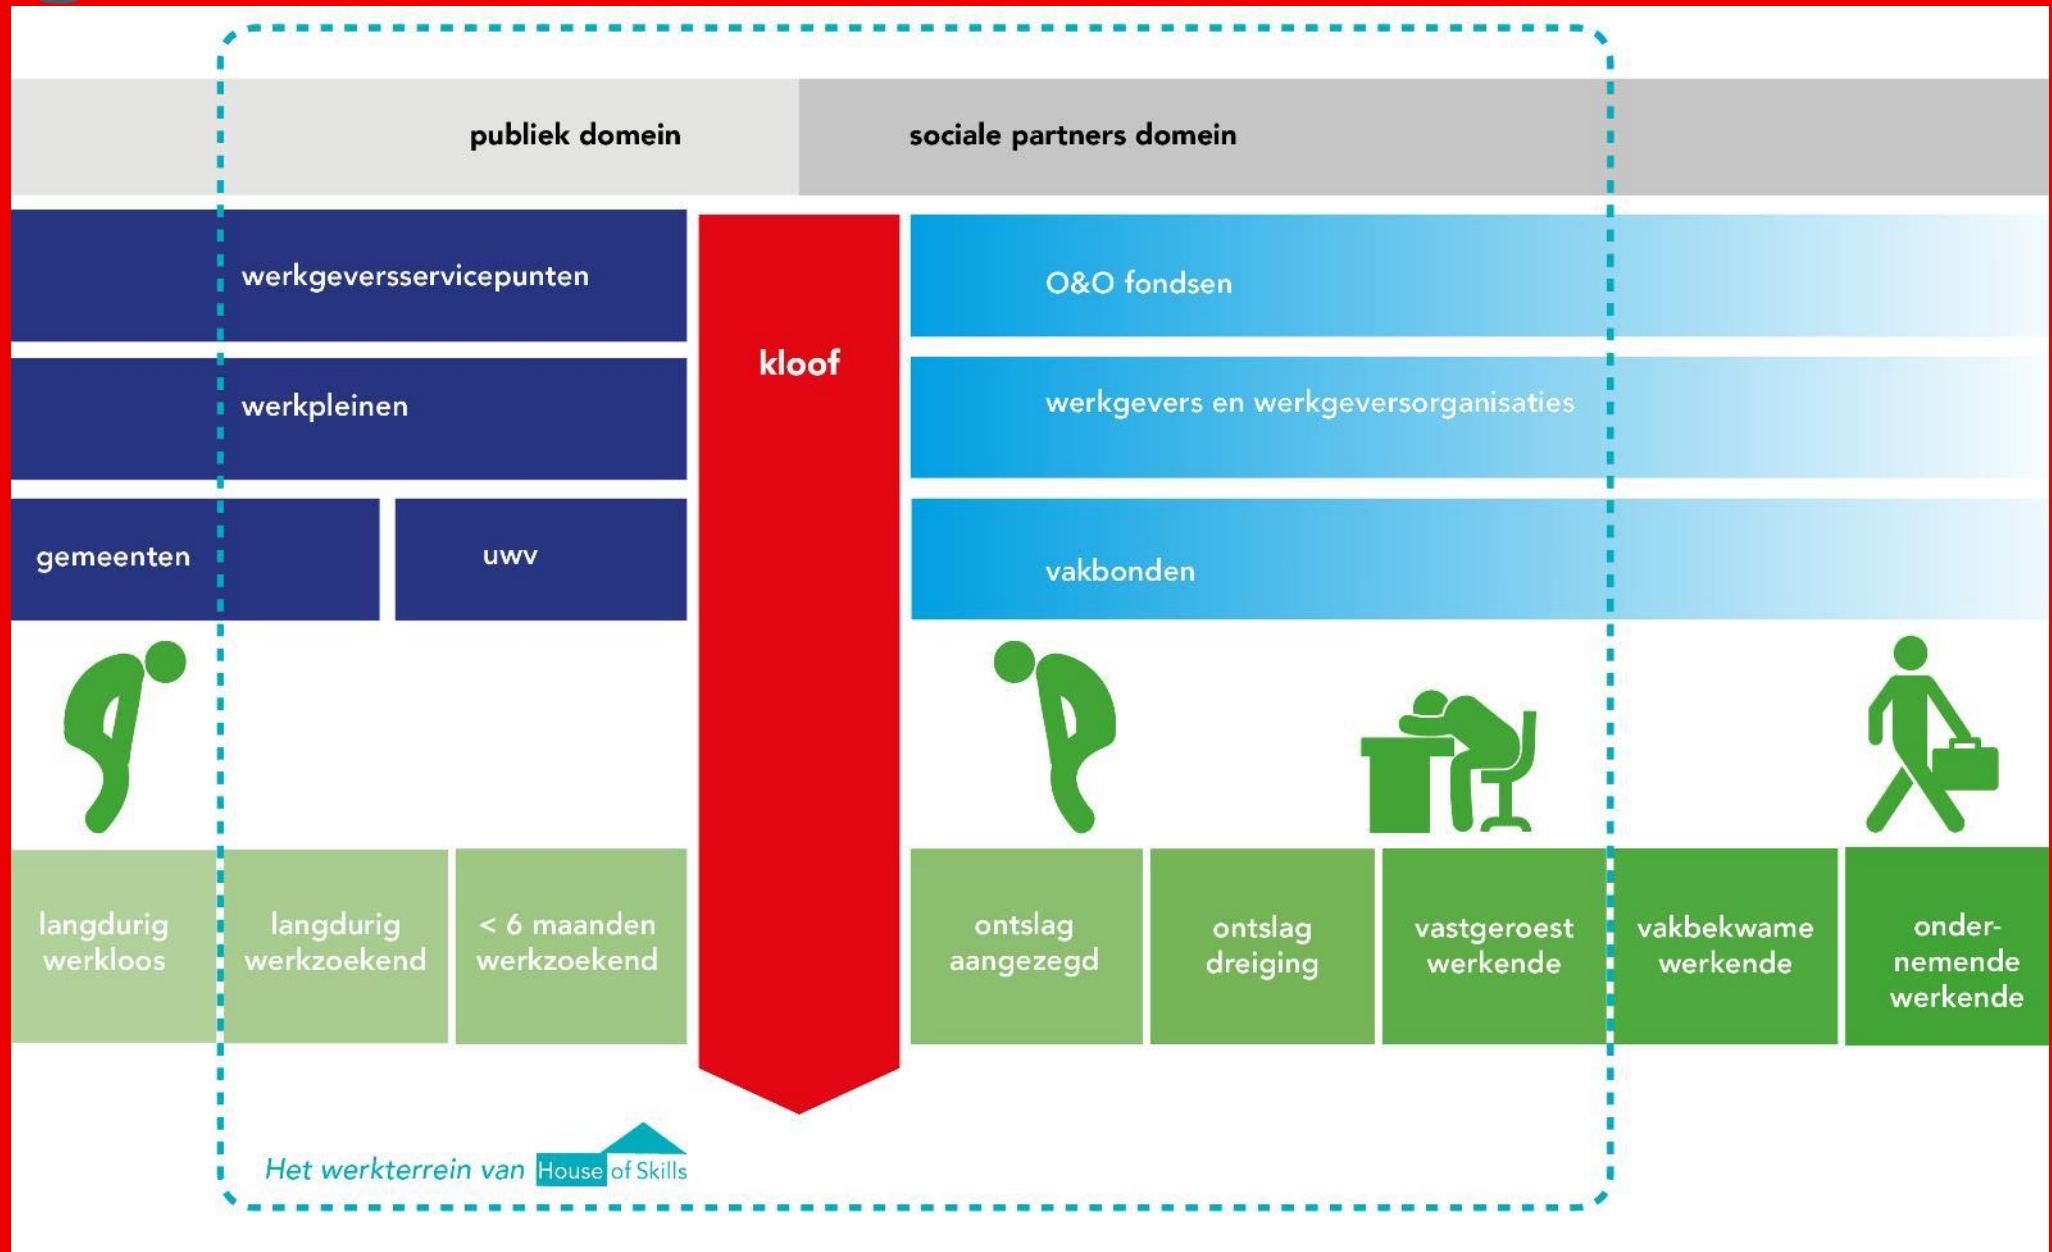 publiek domein
sociale partners domein
werkgeversservicepunten
O&O fondsen
kloof
werkpleinen
werkgevers en werkgeversorganisaties
gemeenten
uwv
vakbonden
langdurig
werkloos
langdurig
werkzoekend
< 6 maanden
werkzoekend
ontslag
aangezegd
ontslag
dreiging
vastgeroest
werkende
vakbekwame
werkende
onder-
nemende
werkende
Het werkterrein van House of Skills